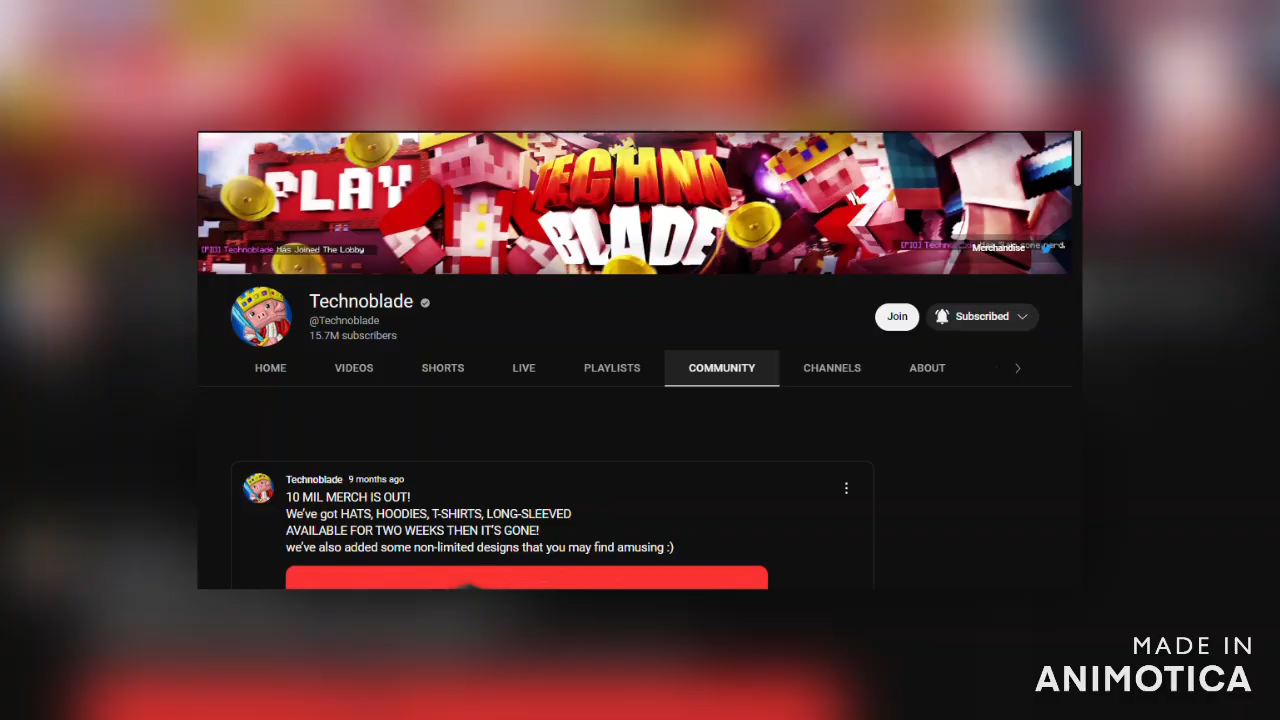 PLAY
TECHNO
BLADE
[PIG] Technoblade Has Joined The Lobby
Merchandise
Technoblade
@Technoblade
15.7M subscribers
Join
Subscribed
HOME VIDEOS SHORTS LIVE PLAYLISTS COMMUNITY CHANNELS ABOUT
Technoblade 9 months ago
10 MIL MERCH IS OUT!
We've got HATS, HOODIES, T-SHIRTS, LONG-SLEEVED
AVAILABLE FOR TWO WEEKS THEN IT'S GONE!
we've also added some non-limited designs that you may find amusing :)
MADE IN
ANIMOTICA